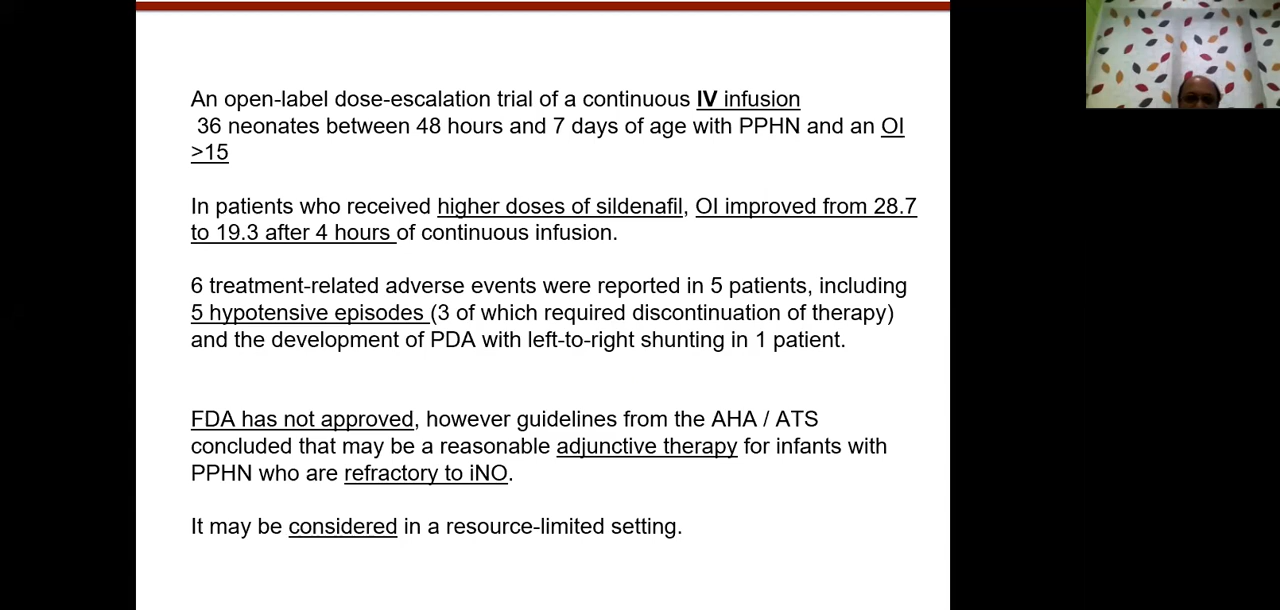 An open-label dose-escalation trial of a continuous IV infusion
36 neonates between 48 hours and 7 days of age with PPHN and an OI
>15
In patients who received higher doses of sildenafil, OI improved from 28.7
to 19.3 after 4 hours of continuous infusion.
6 treatment-related adverse events were reported in 5 patients, including
5 hypotensive episodes (3 of which required discontinuation of therapy)
and the development of PDA with left-to-right shunting in 1 patient.
FDA has not approved, however guidelines from the AHA / ATS
concluded that may be a reasonable adjunctive therapy for infants with
PPHN who are refractory to iNO.
It may be considered in a resource-limited setting.